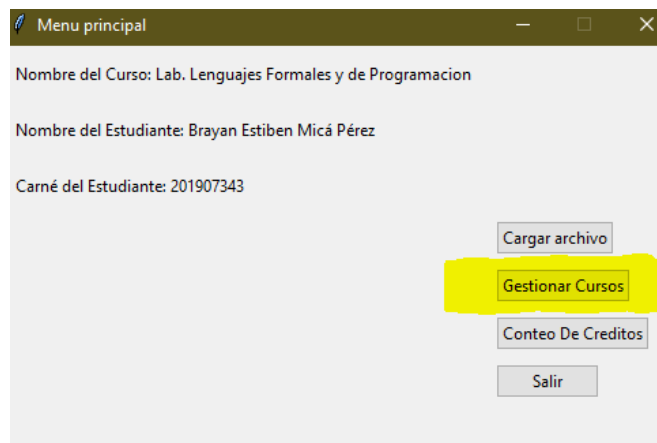 Menu principal
Nombre del Curso: Lab. Lenguajes Formales y de Programacion
Nombre del Estudiante: Brayan Estiben Micá Pérez
Carné del Estudiante: 201907343
Cargar archivo
Gestionar Cursos
Conteo De Creditos
Salir